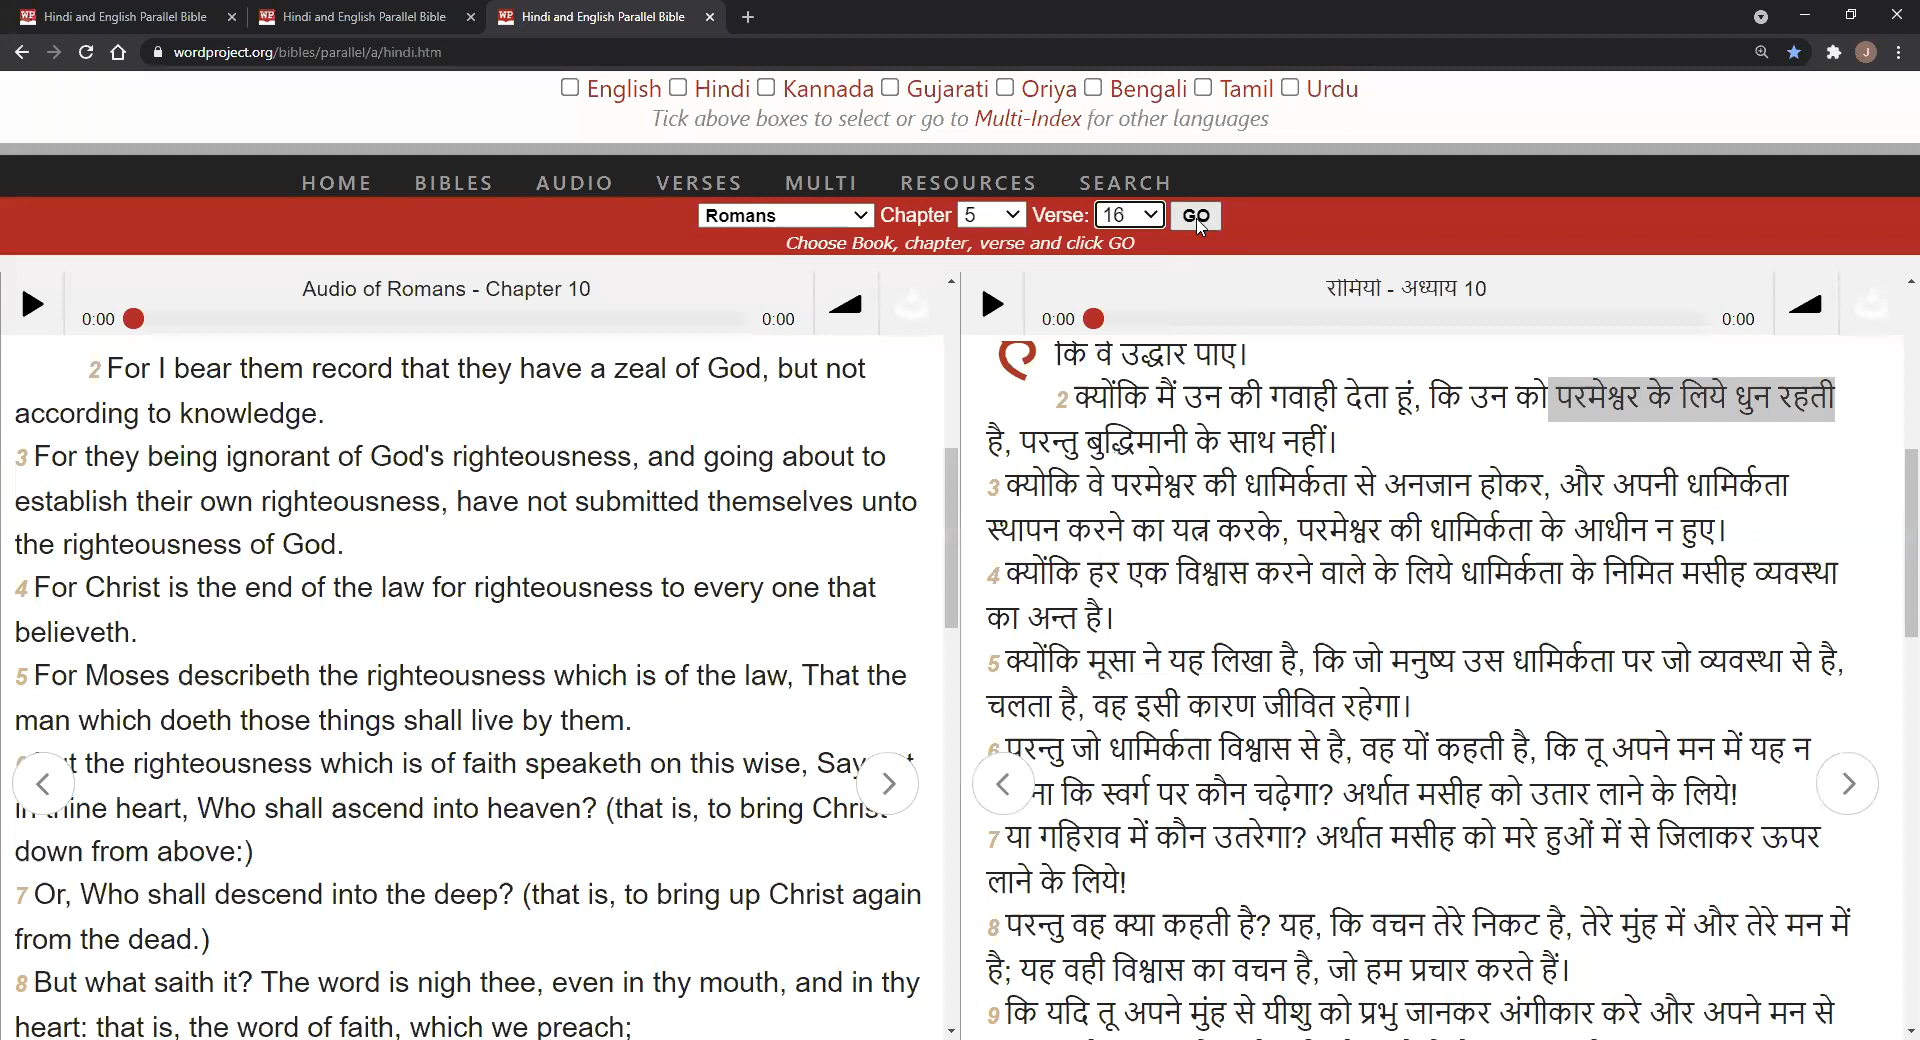 Hindi and English Parallel Bible
Hindi and English Parallel Bible
Hindi and English Parallel Bible
wordproject.org/bibles/parallel/a/hindi.htm
J
English Hindi Kannada Gujarati Oriya Bengali Tamil Urdu
Tick above boxes to select or go to Multi-Index for other languages
HOME BIBLES AUDIO VERSES MULTI RESOURCES SEARCH
Romans Chapter 5 Verse: 16 GO
Choose Book, chapter, verse and click GO
Audio of Romans - Chapter 10
0:00 0:00
2 For I bear them record that they have a zeal of God, but not
according to knowledge.
3 For they being ignorant of God's righteousness, and going about to
establish their own righteousness, have not submitted themselves unto
the righteousness of God.
4 For Christ is the end of the law for righteousness to every one that
believeth.
5 For Moses describeth the righteousness which is of the law, That the
man which doeth those things shall live by them.
the righteousness which is of faith speaketh on this wise, Say
thine heart, Who shall ascend into heaven? (that is, to bring Christ
down from above:)
7 Or, Who shall descend into the deep? (that is, to bring up Christ again
from the dead.)
8 But what saith it? The word is nigh thee, even in thy mouth, and in thy
heart: that is, the word of faith, which we preach;
रोमियो - अध्याय 10
0:00 0:00
कि वे उद्धार पाएं।
2 क्योंकि मैं उन की गवाही देता हूं, कि उन को परमेश्वर के लिये धुन रहती
है, परन्तु बुद्धिमानी के साथ नहीं।
3 क्योकि वे परमेश्वर की धामिर्कता से अनजान होकर, और अपनी धामिर्कता
स्थापन करने का यत्न करके, परमेश्वर की धामिर्कता के आधीन न हुए।
4 क्योंकि हर एक विश्वास करने वाले के लिये धामिर्कता के निमित मसीह व्यवस्था
का अन्त है।
5 क्योंकि मूसा ने यह लिखा है, कि जो मनुष्य उस धामिर्कता पर जो व्यवस्था से है,
चलता है, वह इसी कारण जीवित रहेगा।
6 परन्तु जो धामिर्कता विश्वास से है, वह यों कहती है, कि तू अपने मन में यह न
कि स्वर्ग पर कौन चढ़ेगा? अर्थात मसीह को उतार लाने के लिये!
7 या गहिराव में कौन उतरेगा? अर्थात मसीह को मरे हुओं में से जिलाकर ऊपर
लाने के लिये!
8 परन्तु वह क्या कहती है? यह, कि वचन तेरे निकट है, तेरे मुंह में और तेरे मन में
है; यह वही विश्वास का वचन है, जो हम प्रचार करते हैं।
9 कि यदि तू अपने मुंह से यीशु को प्रभु जानकर अंगीकार करे और अपने मन से